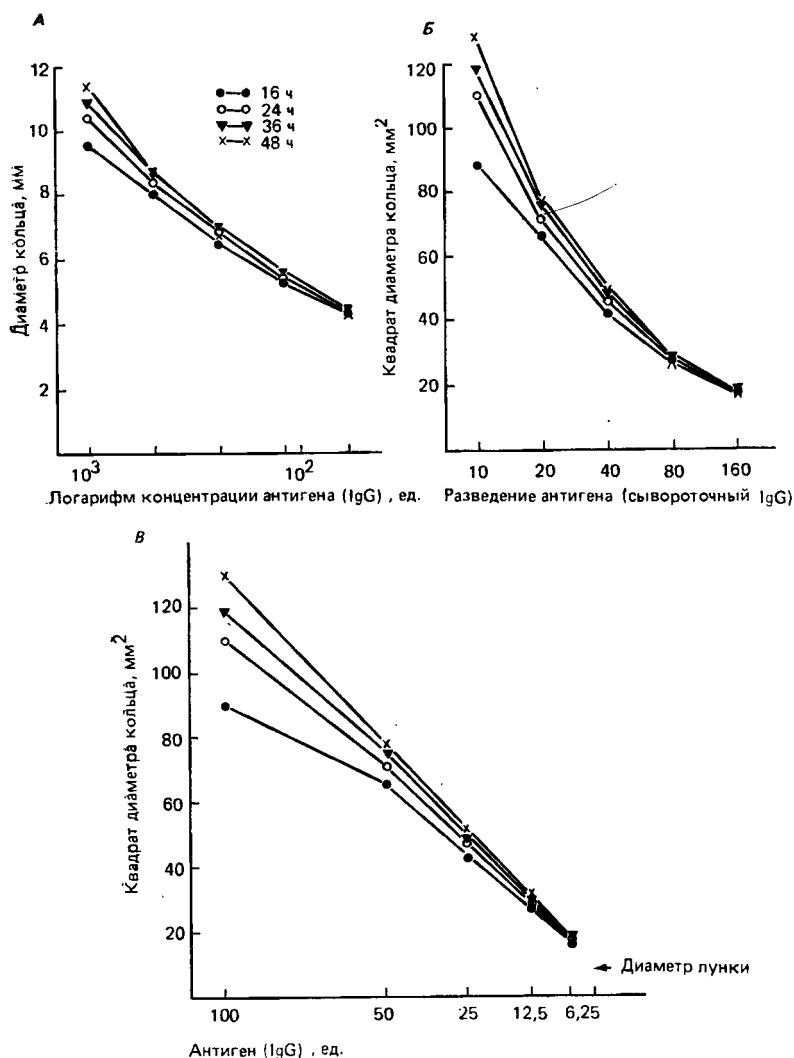 А
Диаметр кольца, мм
12
10
8
6
4
2
16 ч
24 ч
36 ч
48 ч
10³
10²
Логарифм концентрации антигена (IgG), ед.
Б
Квадрат диаметра кольца, мм²
120
100
80
60
40
20
10
20
40
80
160
Разведение антигена (сывороточный IgG)
В
Квадрат диаметра кольца, мм²
120
100
80
60
40
20
Диаметр лунки
100
50
25
12,5
6,25
Антиген (IgG), ед.